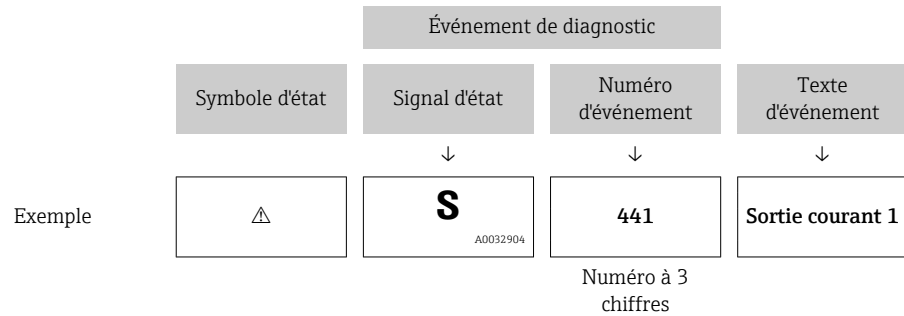 Événement de diagnostic
Symbole d'état
Signal d'état
Numéro
d'événement
Texte
d'événement
↓ ↓ ↓
Exemple
⚠
S
A0032904
441
Sortie courant 1
Numéro à 3
chiffres